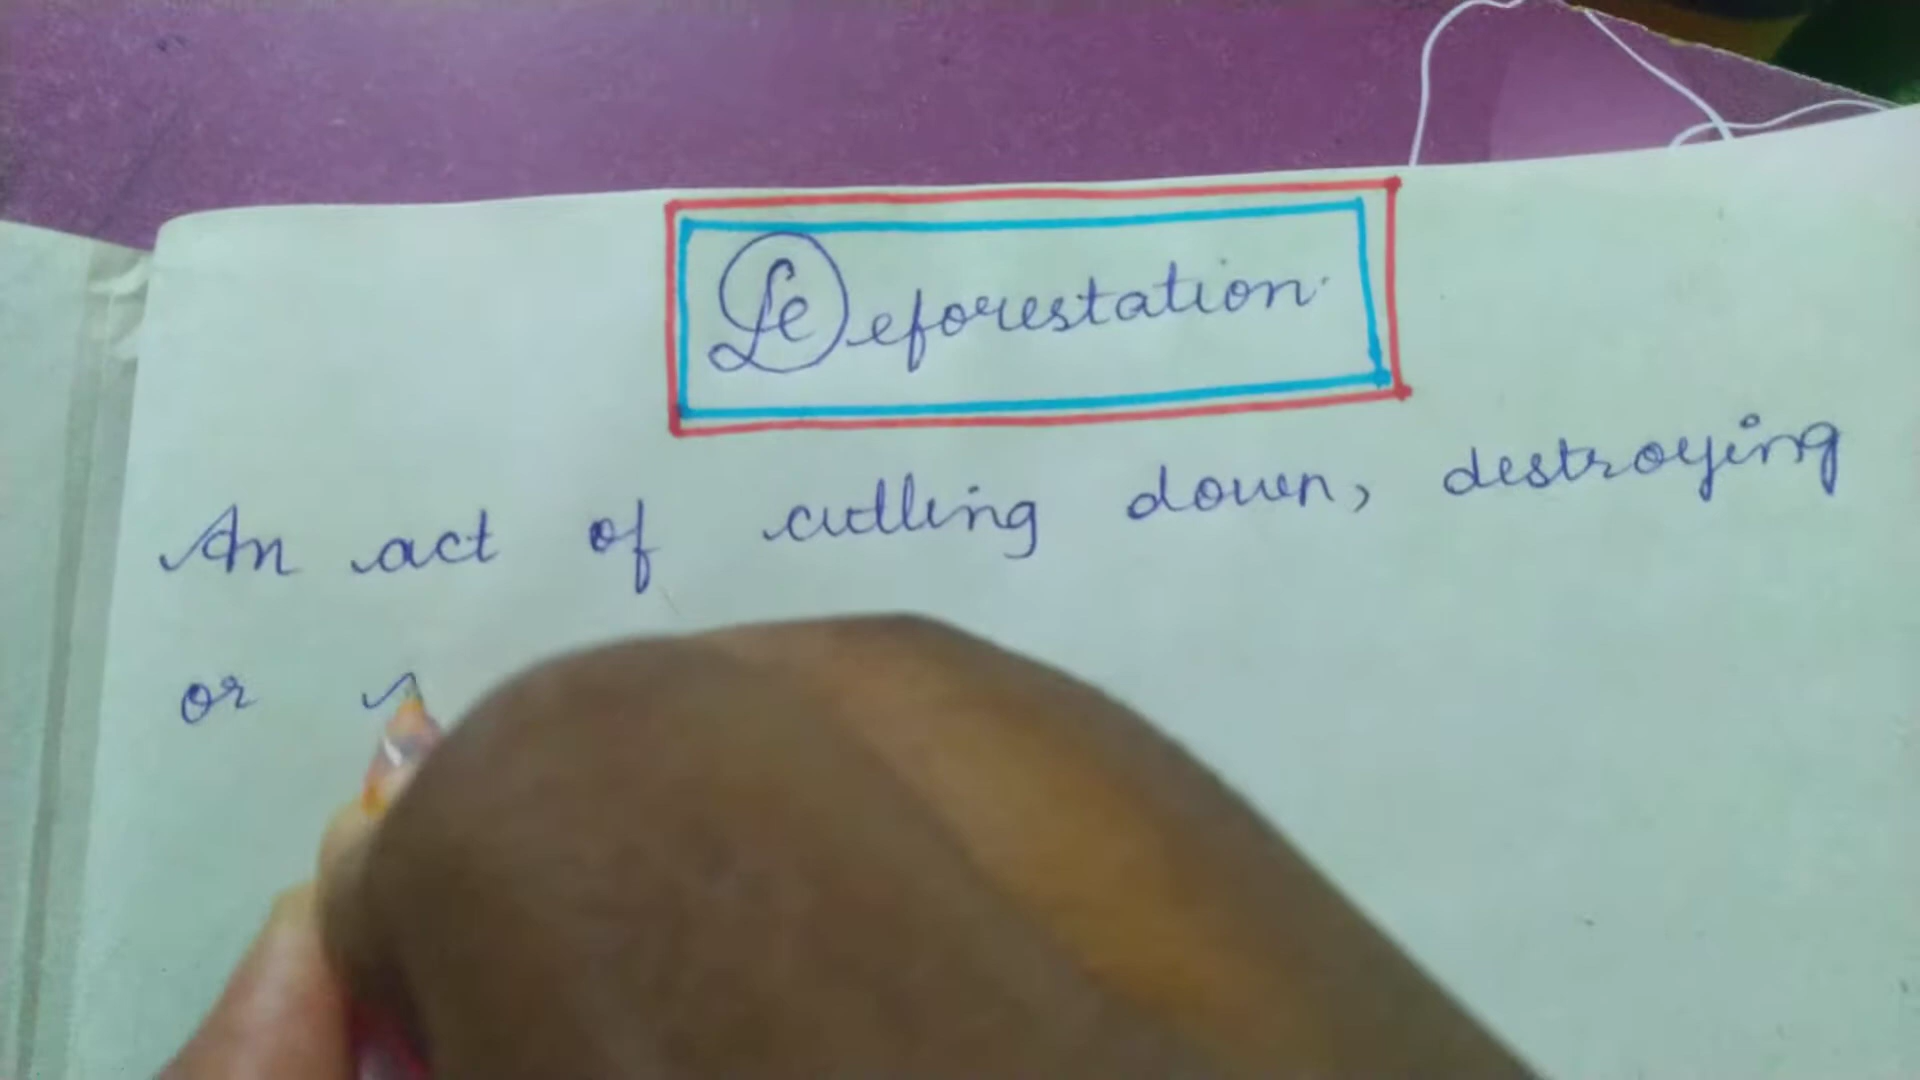 Deforestation
An act of cutting down, destroying
or